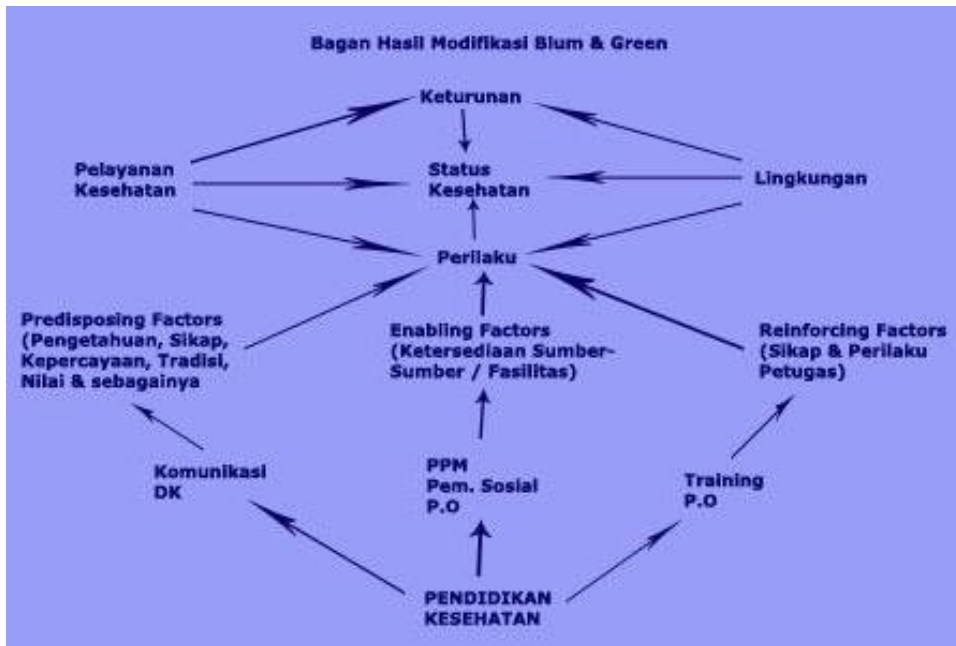 Bagan Hasil Modifikasi Blum & Green
Keturunan
Pelayanan
Kesehatan
Status
Kesehatan
Lingkungan
Perilaku
Predisposing Factors
(Pengetahuan, Sikap,
Kepercayaan, Tradisi,
Nilai & sebagainya
Enabling Factors
(Ketersediaan Sumber-
Sumber / Fasilitas)
Reinforcing Factors
(Sikap & Perilaku
Petugas)
Komunikasi
DK
PPM
Pem. Sosial
P.O
Training
P.O
PENDIDIKAN
KESEHATAN